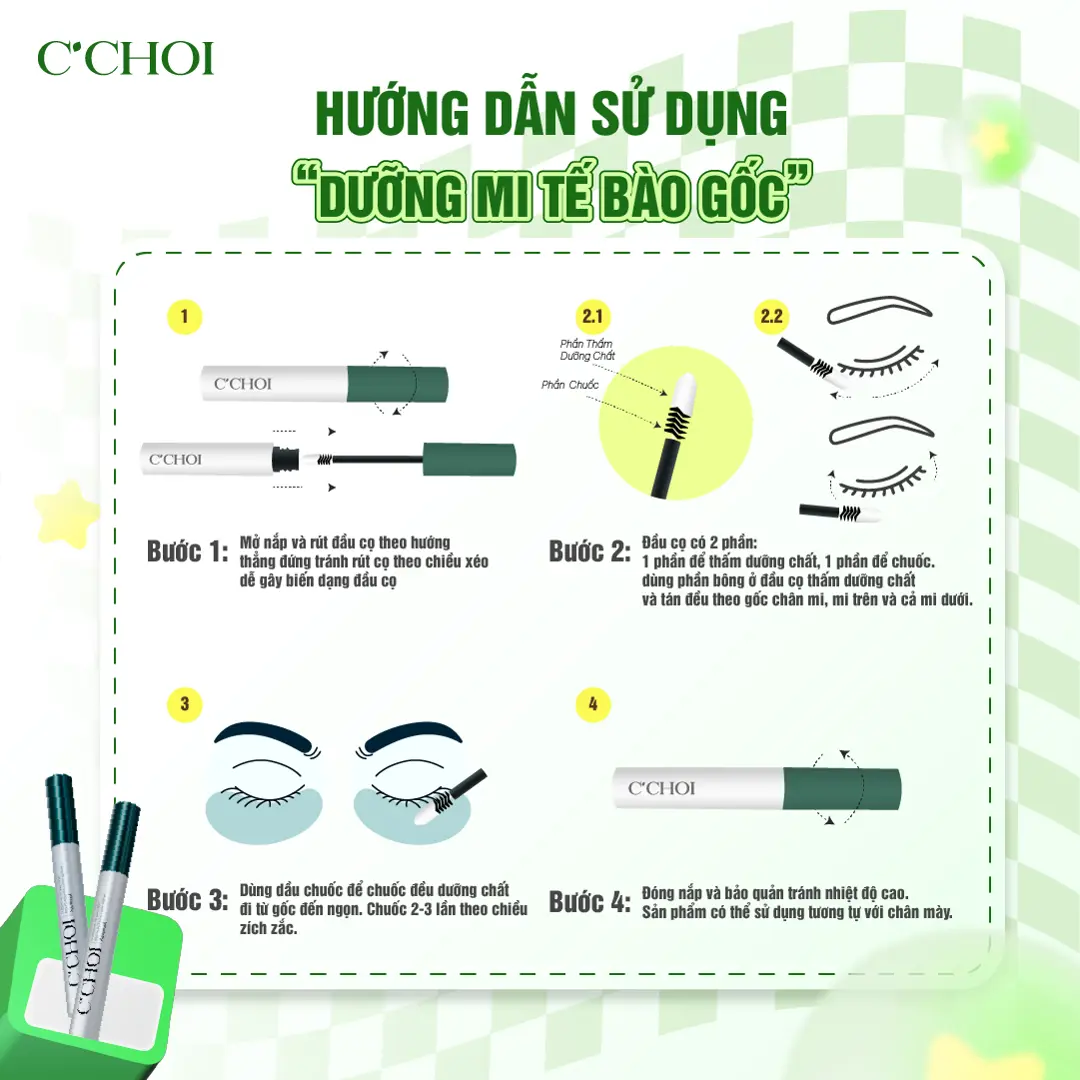 C'CHOI
HƯỚNG DẪN SỬ DỤNG
“DƯỠNG MI TẾ BÀO GỐC”
1
C'CHOI
C'CHOI
Bước 1:
Mở nắp và rút đầu cọ theo hướng
thẳng đứng tránh rút cọ theo chiều xéo
dễ gây biến dạng đầu cọ
2.1
Phần Thấm
Dưỡng Chất
Phần Chuốc
2.2
Bước 2:
Đầu cọ có 2 phần:
1 phần để thấm dưỡng chất, 1 phần để chuốc.
dùng phần bông ở đầu cọ thấm dưỡng chất
và tán đều theo gốc chân mi, mi trên và cả mi dưới.
3
Bước 3:
Dùng dầu chuốc để chuốc đều dưỡng chất
đi từ gốc đến ngọn. Chuốc 2-3 lần theo chiều
zích zắc.
4
C'CHOI
Bước 4:
Đóng nắp và bảo quản tránh nhiệt độ cao.
Sản phẩm có thể sử dụng tương tự với chân mày.
C'CHOI
C'CHOI